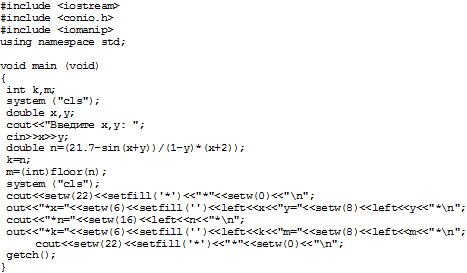 #include <iostream>
#include <conio.h>
#include <iomanip>
using namespace std;
void main (void)
{
int k,m;
system ("cls");
double x,y;
cout<<"Введите x,y: ";
cin>>x>>y;
double n=(21.7-sin(x+y))/(1-y)*(x+2));
k=n;
m=(int)floor(n);
system ("cls");
cout<<setw(22)<<setfill('*')<<"*"<<setw(0)<<"\n";
out<<"*x="<<setw(6)<<setfill('')<<left<<x<<"y="<<setw(8)<<left<<y<<"*\n";
cout<<"*n="<<setw(16)<<left<<n<<"*\n";
out<<"*k="<<setw(6)<<setfill('')<<left<<k<<"m="<<setw(8)<<left<<m<<"*\n";
cout<<setw(22)<<setfill('*')<<"*"<<setw(0)<<"\n";
getch();
}